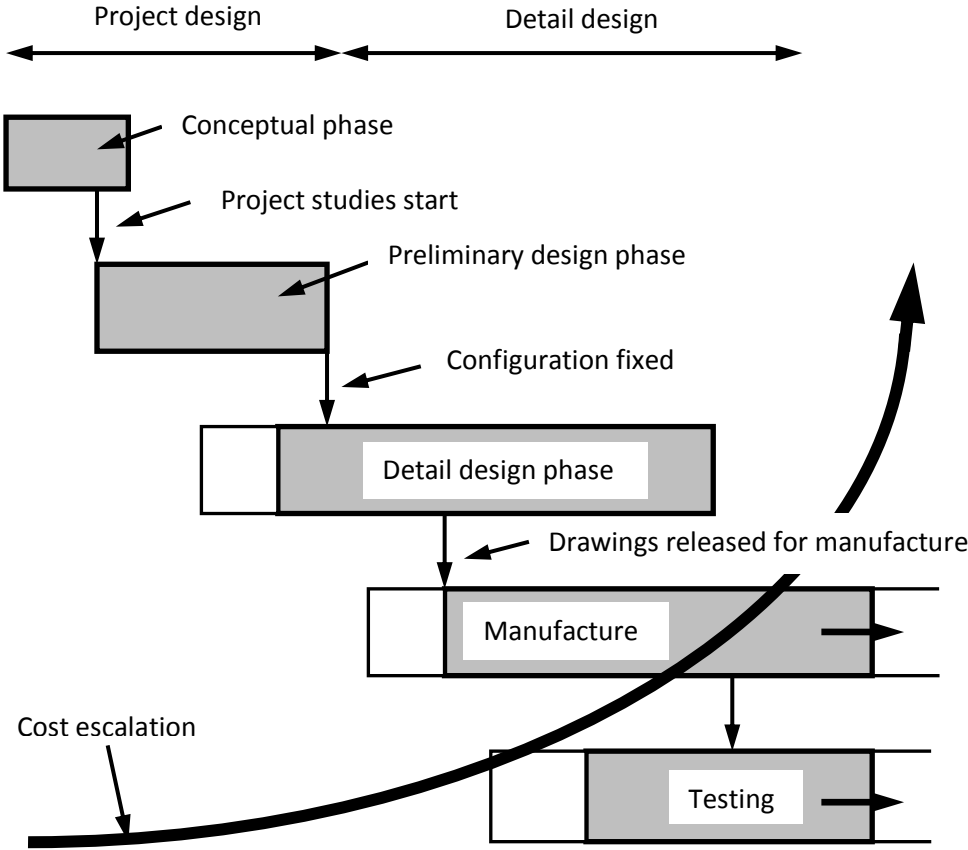 Project design
Detail design
Conceptual phase
Project studies start
Preliminary design phase
Configuration fixed
Detail design phase
Drawings released for manufacture
Manufacture
Cost escalation
Testing